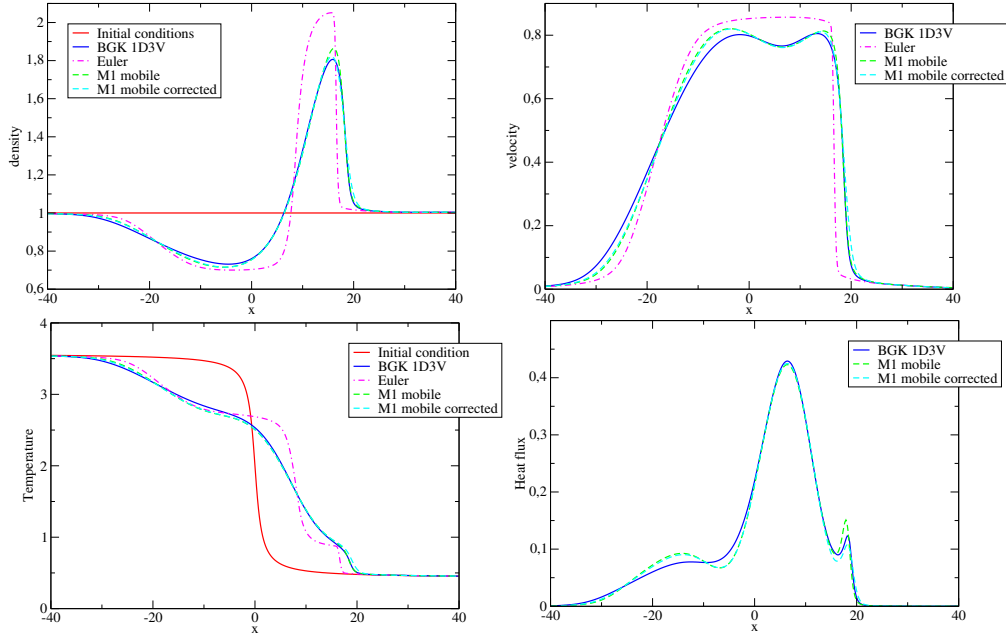 2
1,8
1,6
1,4
1,2
1
0,8
0,6
density
-40
-20
0
20
40
x
Initial conditions
BGK 1D3V
Euler
M1 mobile
M1 mobile corrected
0,8
0,6
0,4
0,2
0
velocity
-40
-20
0
20
40
x
BGK 1D3V
Euler
M1 mobile
M1 mobile corrected
4
3
2
1
0
Temperature
-40
-20
0
20
40
x
Initial condition
BGK 1D3V
Euler
M1 mobile
M1 mobile corrected
0,4
0,3
0,2
0,1
0
Heat flux
-40
-20
0
20
40
x
BGK 1D3V
M1 mobile
M1 mobile corrected